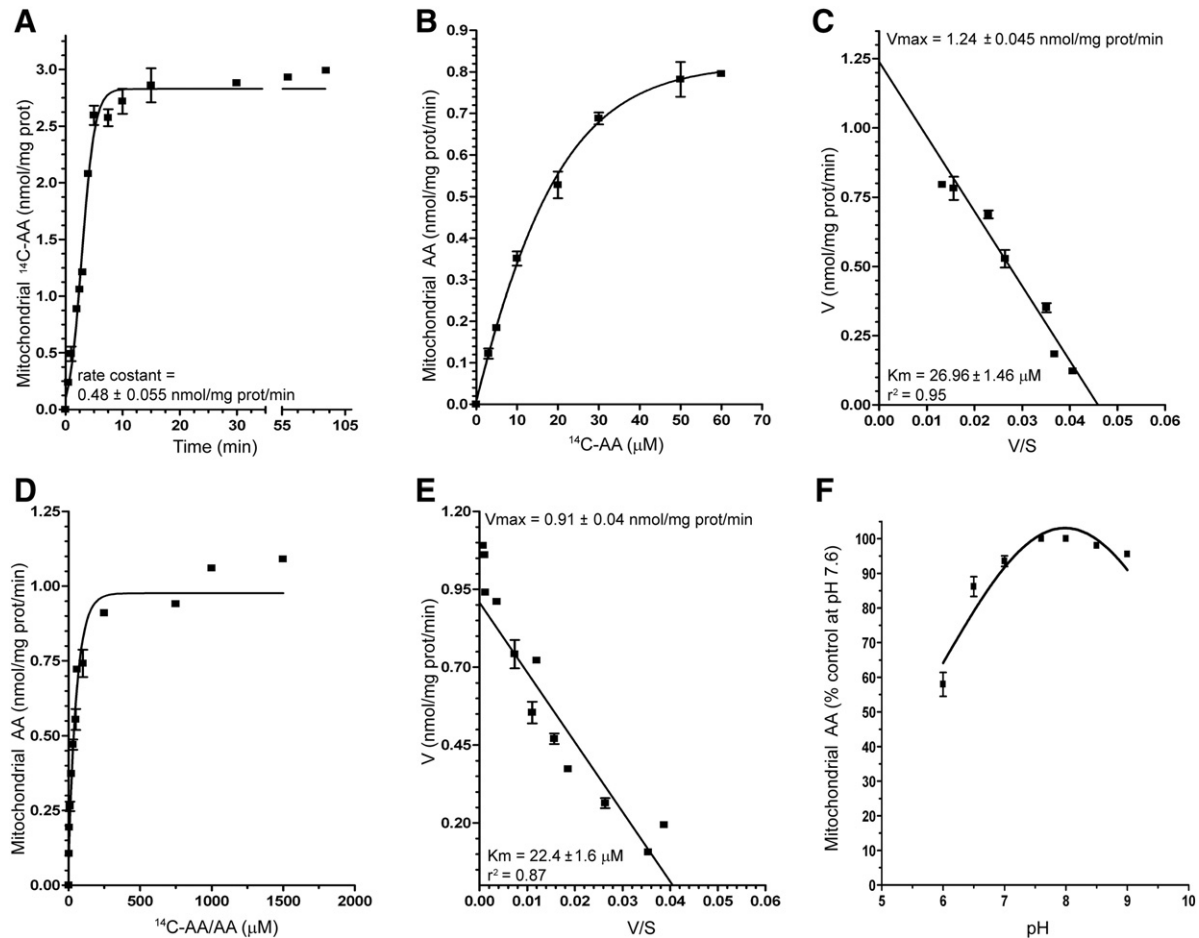 A
Mitochondrial ¹⁴C-AA (nmol/mg prot)
3.0
2.5
2.0
1.5
1.0
0.5
0.0
rate costant =
0.48 ± 0.055 nmol/mg prot/min
0 10 20 30 55 105
Time (min)
B
Mitochondrial AA (nmol/mg prot/min)
0.9
0.8
0.7
0.6
0.5
0.4
0.3
0.2
0.1
0.0
0 10 20 30 40 50 60 70
¹⁴C-AA (µM)
C
Vmax = 1.24 ± 0.045 nmol/mg prot/min
V (nmol/mg prot/min)
1.25
1.00
0.75
0.50
0.25
0.00
Km = 26.96 ± 1.46 µM
r² = 0.95
0.00 0.01 0.02 0.03 0.04 0.05 0.06
V/S
D
Mitochondrial AA (nmol/mg prot/min)
1.25
1.00
0.75
0.50
0.25
0.00
0 500 1000 1500 2000
¹⁴C-AA/AA (µM)
E
Vmax = 0.91 ± 0.04 nmol/mg prot/min
V (nmol/mg prot/min)
1.20
0.95
0.70
0.45
0.20
Km = 22.4 ± 1.6 µM
r² = 0.87
0.00 0.01 0.02 0.03 0.04 0.05 0.06
V/S
F
Mitochondrial AA (% control at pH 7.6)
100
90
80
70
60
50
40
30
20
10
0
5 6 7 8 9 10
pH